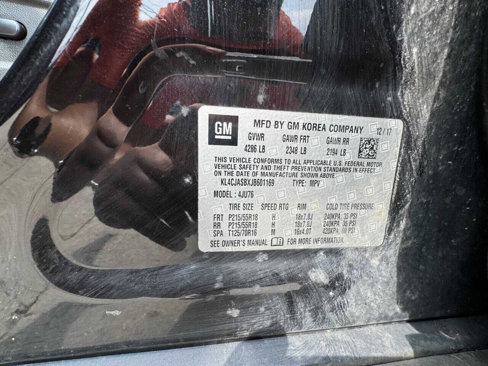 GM
MFD BY GM KOREA COMPANY 12/17
GVWR GAWR FRT GAWR RR
4286 LB 2348 LB 2194 LB
THIS VEHICLE CONFORMS TO ALL APPLICABLE U.S. FEDERAL MOTOR
VEHICLE SAFETY AND THEFT PREVENTION STANDARDS IN EFFECT
ON THE DATE OF MANUFACTURE SHOWN ABOVE.
KL4CJASBXJB601169 TYPE: MPV
MODEL: 4JU76
TIRE SIZE SPEED RTG RIM COLD TIRE PRESSURE
FRT P215/55R18 H 18x7.0J 240KPA, 35 PSI
RR P215/55R18 H 18x7.0J 240KPA, 35 PSI
SPA T125/70R16 M 16x4.0T 420KPA, 60 PSI
SEE OWNER'S MANUAL FOR MORE INFORMATION.